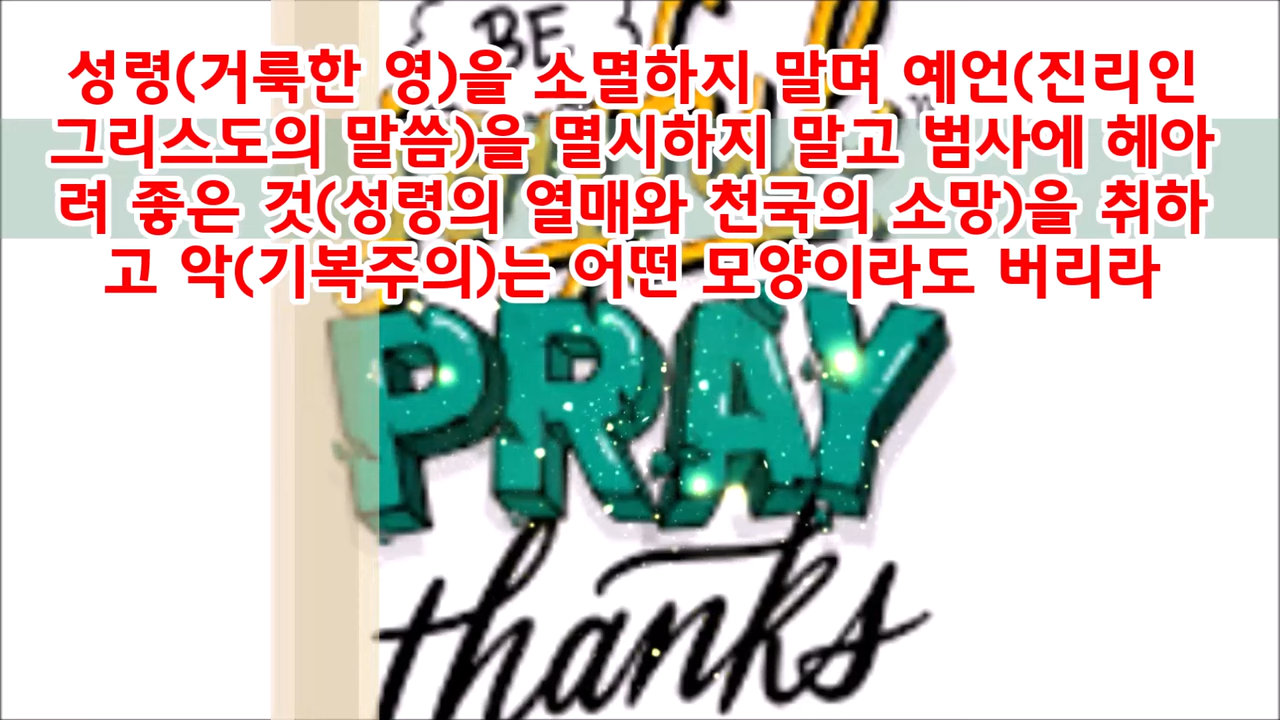 BE
성령(거룩한 영)을 소멸하지 말며 예언(진리인
그리스도의 말씀)을 멸시하지 말고 범사에 헤아
려 좋은 것(성령의 열매와 천국의 소망)을 취하
고 악(기복주의)는 어떤 모양이라도 버리라
PRAY
thanks